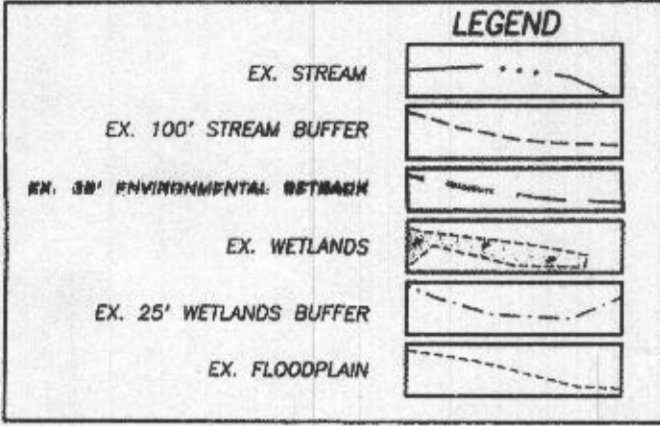 LEGEND
EX. STREAM
EX. 100' STREAM BUFFER
EX. ENVIRONMENTAL SETBACK
EX. WETLANDS
EX. 25' WETLANDS BUFFER
EX. FLOODPLAIN